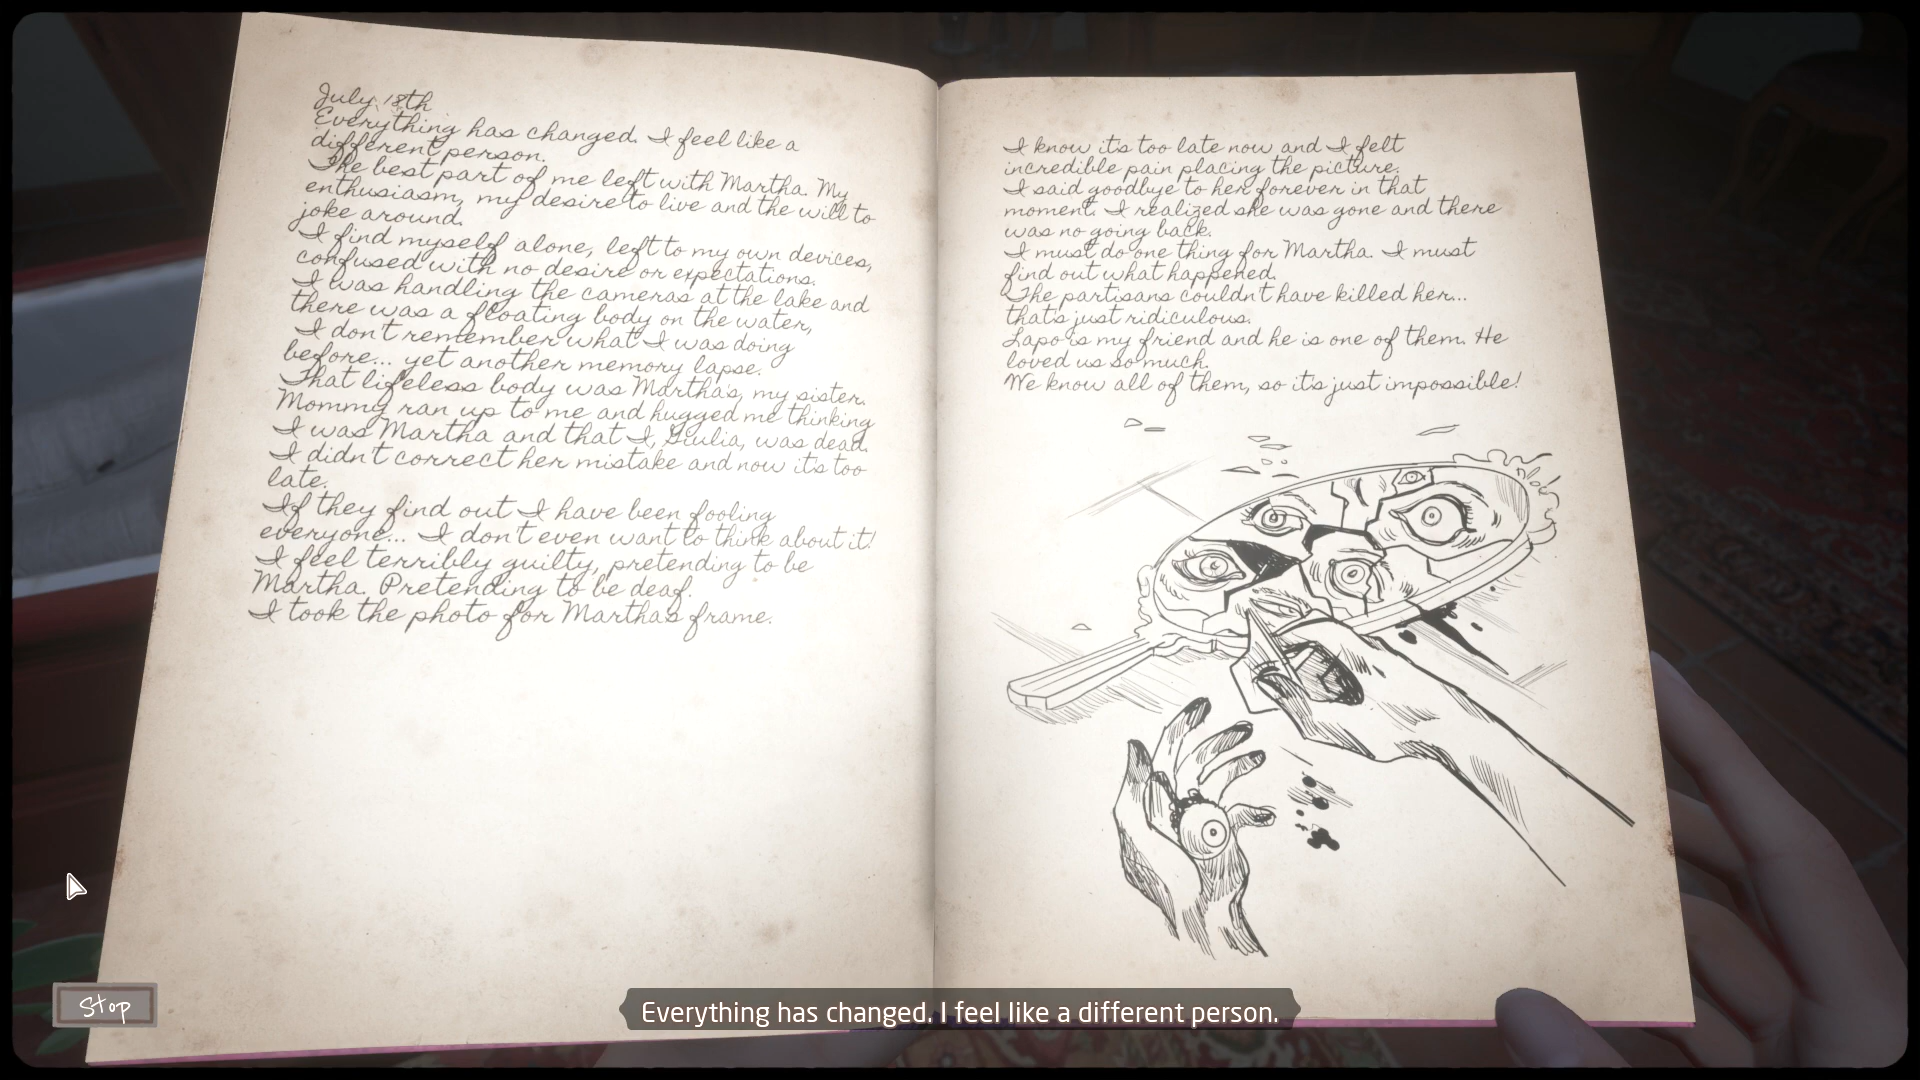 July 18th
Everything has changed. I feel like a
different person.
The best part of me left with Martha. My
enthusiasm, my desire to live and the will to
joke around.
I find myself alone, left to my own devices,
confused with no desire or expectations.
I was handling the cameras at the lake and
there was a floating body on the water,
I don't remember what I was doing
before... yet another memory lapse.
That lifeless body was Martha's, my sister.
Mommy ran up to me and hugged me thinking
I was Martha and that I, Giulia, was dead.
I didn't correct her mistake and now it's too
late.
If they find out I have been fooling
everyone... I don't even want to think about it!
I feel terribly guilty, pretending to be
Martha. Pretending to be deaf.
I took the photo for Martha's frame.
I know it's too late now and I felt
incredible pain placing the picture.
I said goodbye to her forever in that
moment. I realized she was gone and there
was no going back.
I must do one thing for Martha. I must
find out what happened.
The partisans couldn't have killed her...
that's just ridiculous.
Lapo is my friend and he is one of them. He
loved us so much.
We know all of them, so it's just impossible!
Stop
Everything has changed. I feel like a different person.